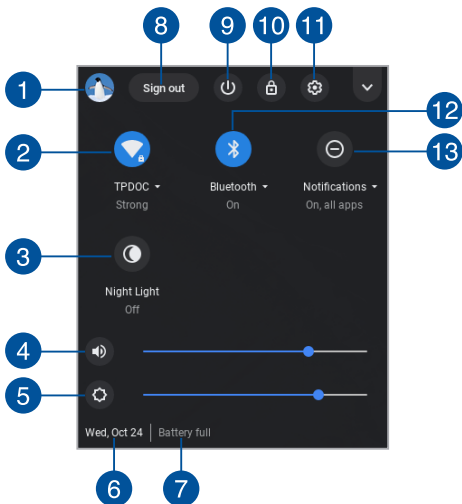 8
9
10
11
1
Sign out
12
2
13
TPDOC
Bluetooth
Notifications
Strong
On
On, all apps
3
Night Light
Off
4
5
Wed, Oct 24 | Battery full
6
7